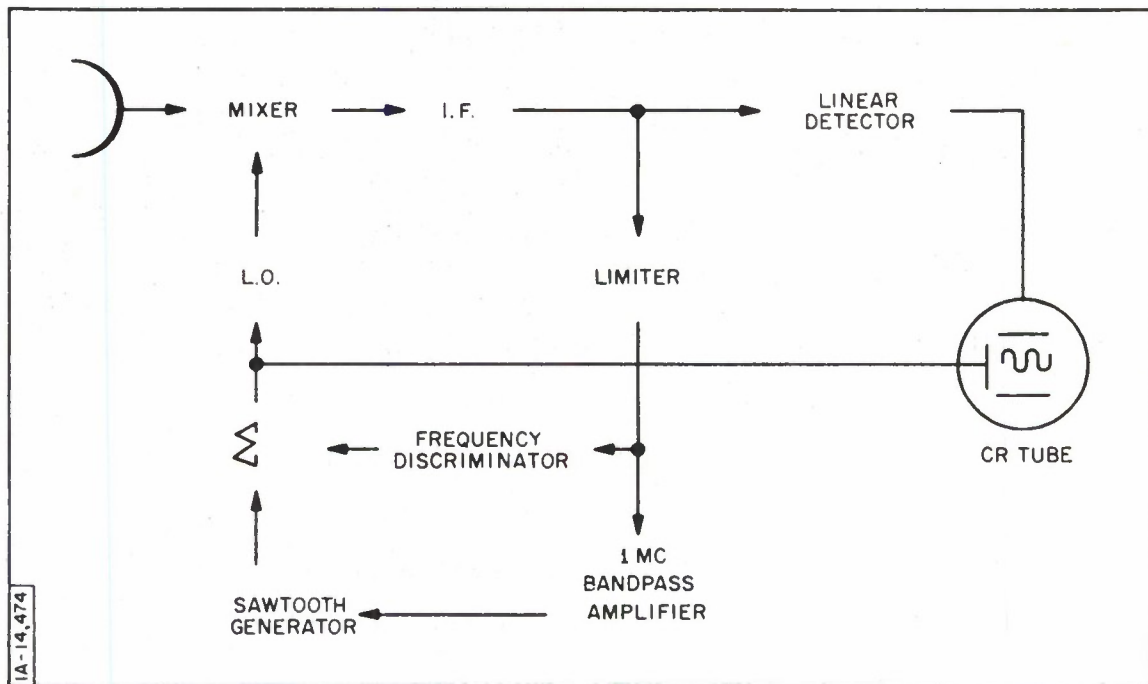 MIXER
I.F.
LINEAR
DETECTOR
L.O.
LIMITER
Σ
FREQUENCY
DISCRIMINATOR
CR TUBE
1 MC
BANDPASS
AMPLIFIER
SAWTOOTH
GENERATOR
IA-14,474